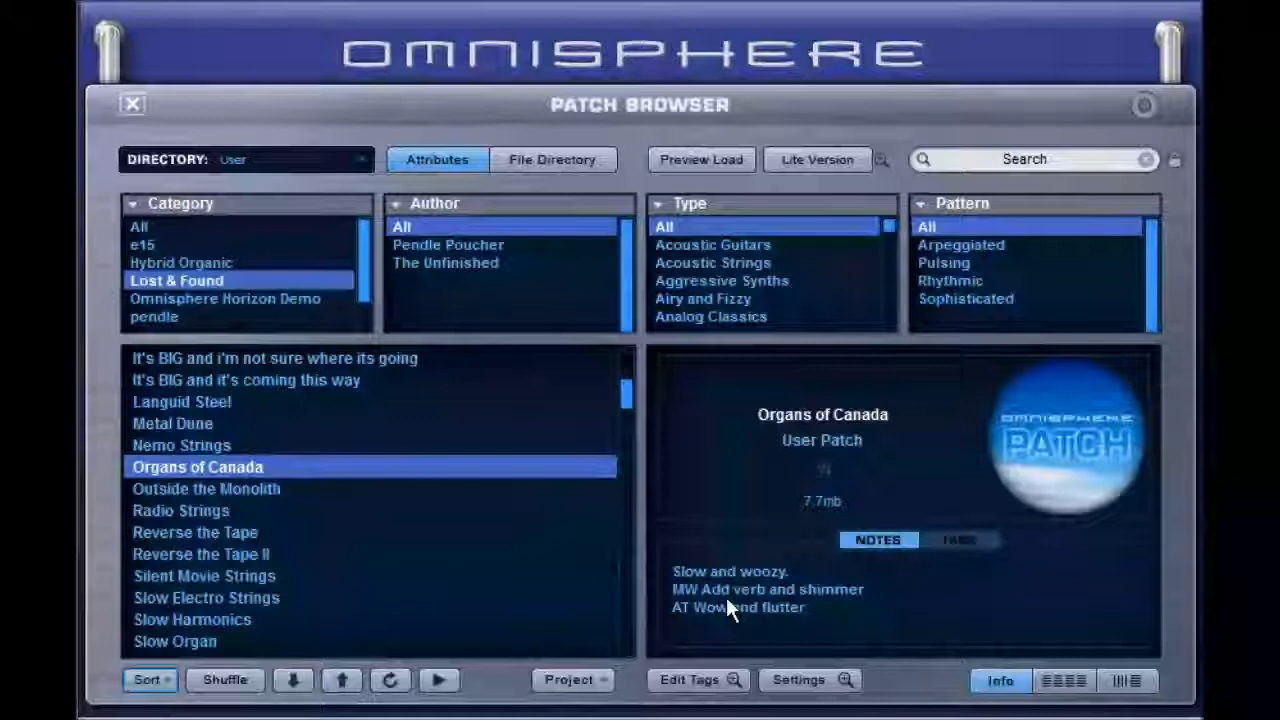 OMNISPHERE
PATCH BROWSER
DIRECTORY: User
Attributes
File Directory
Preview Load
Lite Version
Search
Category
All
e15
Hybrid Organic
Lost & Found
Omnisphere Horizon Demo
pendle
Author
All
Pendle Poucher
The Unfinished
Type
All
Acoustic Guitars
Acoustic Strings
Aggressive Synths
Airy and Fizzy
Analog Classics
Pattern
All
Arpeggiated
Pulsing
Rhythmic
Sophisticated
It's BIG and i'm not sure where its going
It's BIG and it's coming this way
Languid Steel
Metal Dune
Nemo Strings
Organs of Canada
Outside the Monolith
Radio Strings
Reverse the Tape
Reverse the Tape II
Silent Movie Strings
Slow Electro Strings
Slow Harmonics
Slow Organ
Organs of Canada
User Patch
7.7mb
OMNISPHERE
PATCH
NOTES
TAGS
Slow and woozy.
MW Add verb and shimmer
AT Wow and flutter
Sort
Shuffle
Project
Edit Tags
Settings
Info